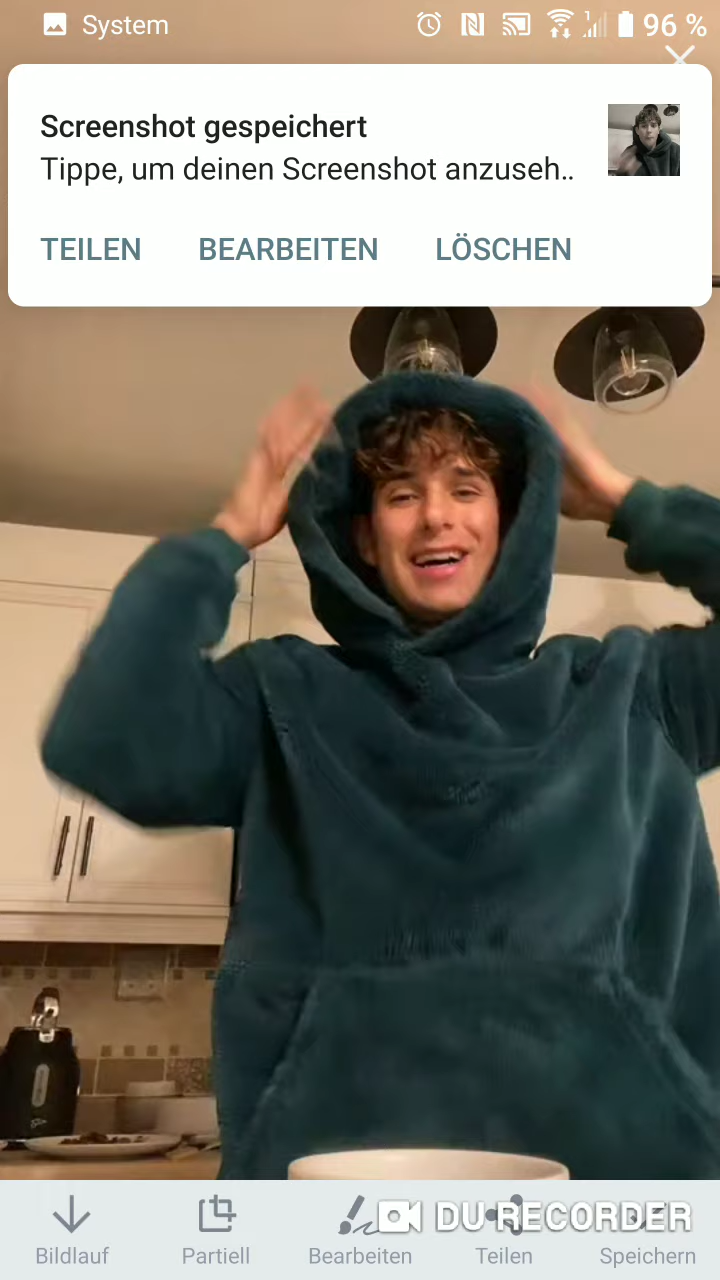 System
96 %
Screenshot gespeichert
Tippe, um deinen Screenshot anzuseh..
TEILEN BEARBEITEN LÖSCHEN
DU RECORDER
Bildlauf Partiell Bearbeiten Teilen Speichern